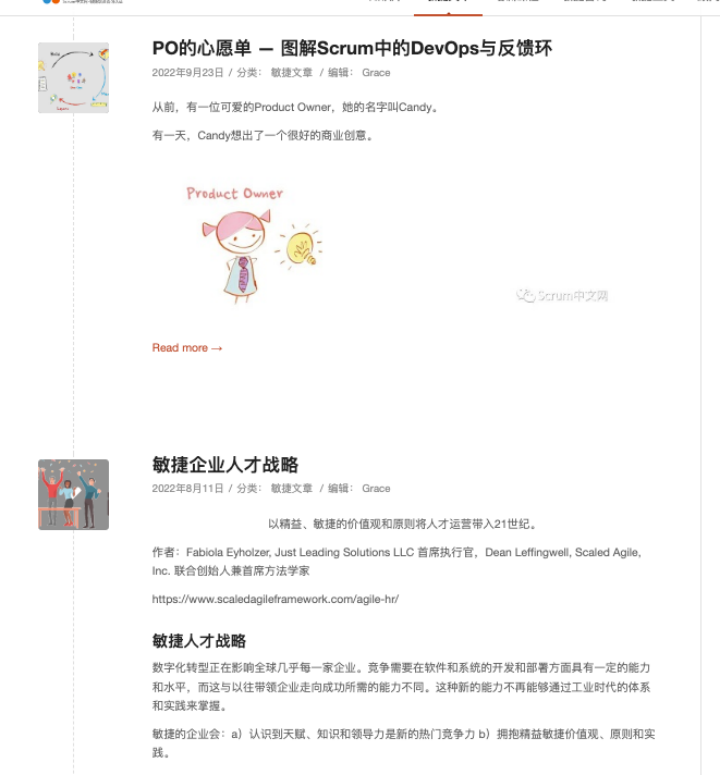 PO的心愿单 — 图解Scrum中的DevOps与反馈环
2022年9月23日 / 分类： 敏捷文章 / 编辑： Grace
从前，有一位可爱的Product Owner，她的名字叫Candy。
有一天，Candy想出了一个很好的商业创意。
Product Owner
Scrum中文网
Read more →
敏捷企业人才战略
2022年8月11日 / 分类： 敏捷文章 / 编辑： Grace
以精益、敏捷的价值观和原则将人才运营带入21世纪。
作者：Fabiola Eyholzer, Just Leading Solutions LLC 首席执行官，Dean Leffingwell, Scaled Agile,
Inc. 联合创始人兼首席方法学家
https://www.scaledagileframework.com/agile-hr/
敏捷人才战略
数字化转型正在影响全球几乎每一家企业。竞争需要在软件和系统的开发和部署方面具有一定的能力
和水平，而这与以往带领企业走向成功所需的能力不同。这种新的能力不再能够通过工业时代的体系
和实践来掌握。
敏捷的企业会：a）认识到天赋、知识和领导力是新的热门竞争力 b）拥抱精益敏捷价值观、原则和实
践。